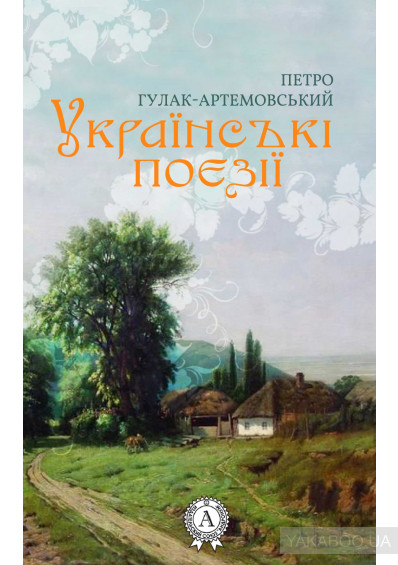 ПЕТРО
ГУЛАК-АРТЕМОВСЬКИЙ
УКРАЇНСЬКІ
ПОЕЗІЇ
А
YAKABOO.UA